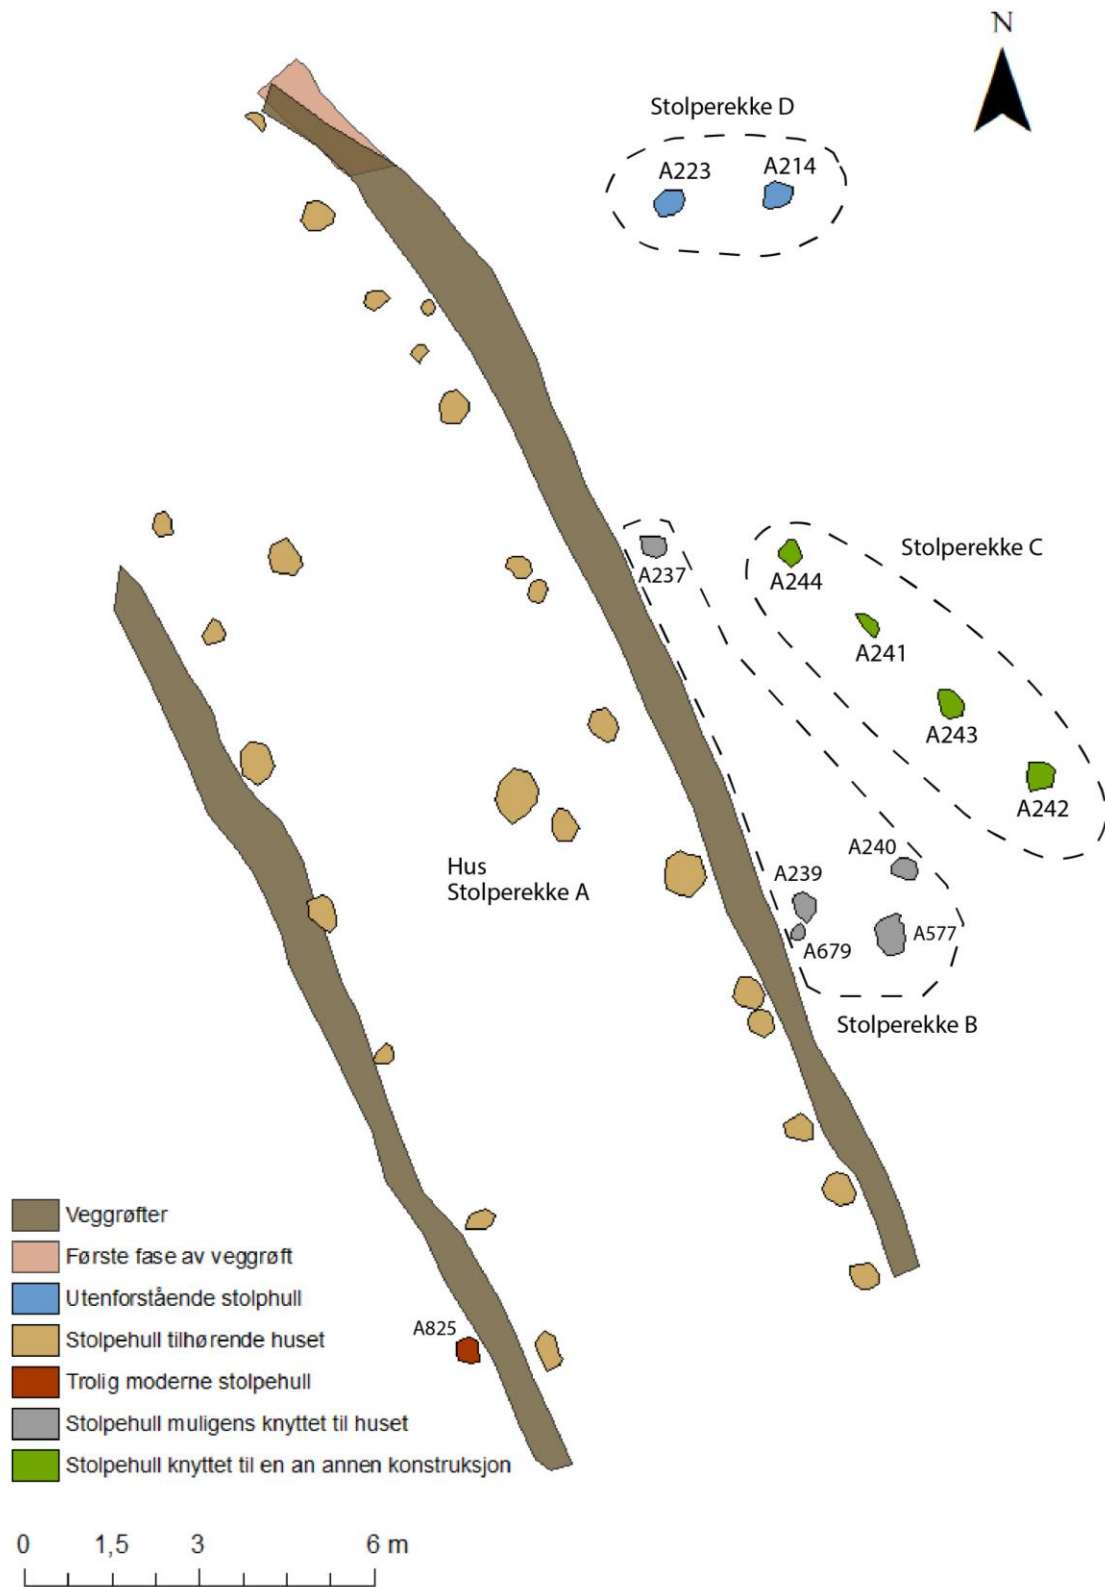 N
Stolperekke D
A223
A214
Stolperekke C
A237
A244
A241
A243
A242
A240
A239
A577
A679
Stolperekke B
Hus
Stolperekke A
A825
Veggrøfter
Første fase av veggrøft
Utenforstående stolphull
Stolpehull tilhørende huset
Trolig moderne stolpehull
Stolpehull muligens knyttet til huset
Stolpehull knyttet til en an annen konstruksjon
0 1,5 3 6 m